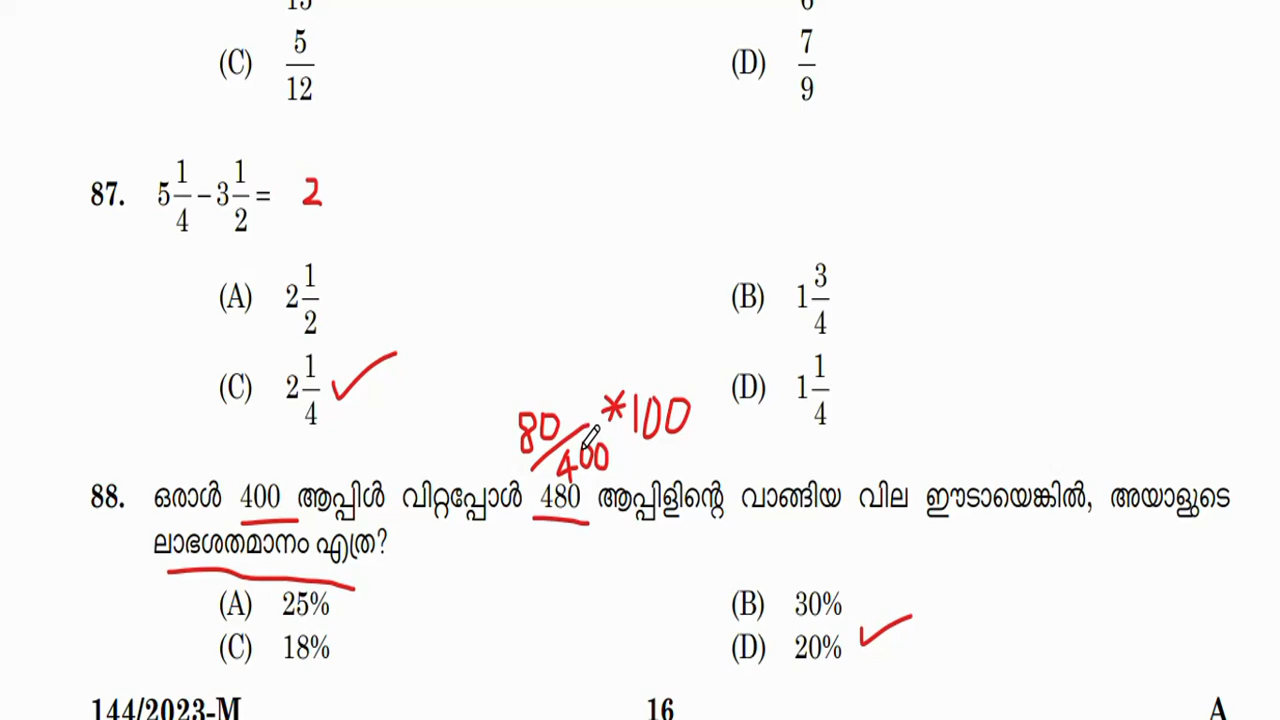 (C) 5/12 (D) 7/9
87. 5 1/4 – 3 1/2 = 2
(A) 2 1/2 (B) 1 3/4
(C) 2 1/4 (D) 1 1/4
80/400 *100
88. ഒരാൾ 400 ആപ്പിൾ വിറ്റപ്പോൾ 480 ആപ്പിളിന്റെ വാങ്ങിയ വില ഈടായെങ്കിൽ, അയാളുടെ
ലാഭശതമാനം എത്ര?
(A) 25% (B) 30%
(C) 18% (D) 20%
144/2023-M 16 A